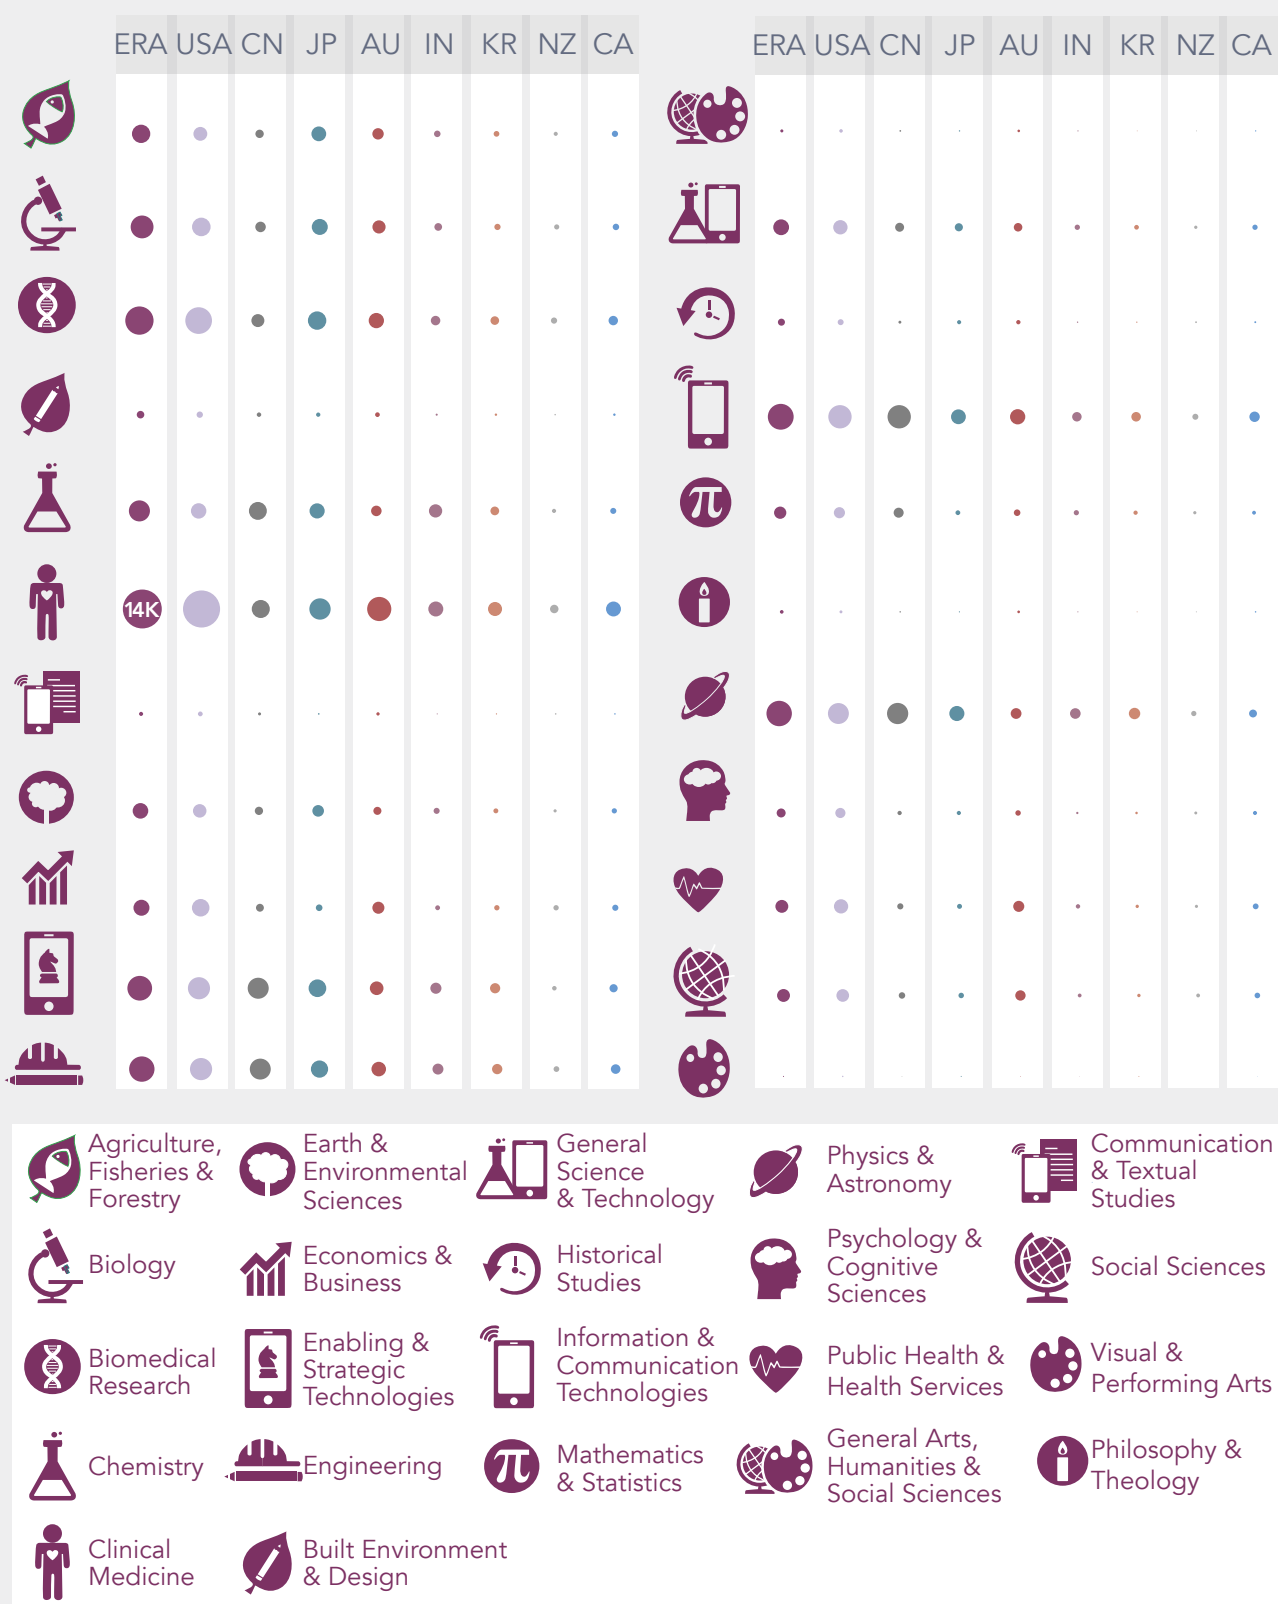 ERA USA CN JP AU IN KR NZ CA
ERA USA CN JP AU IN KR NZ CA
π
14K
Agriculture,
Fisheries &
Forestry
Earth &
Environmental
Sciences
General
Science
& Technology
Physics &
Astronomy
Communication
& Textual
Studies
Biology
Economics &
Business
Historical
Studies
Psychology &
Cognitive
Sciences
Social Sciences
Biomedical
Research
Enabling &
Strategic
Technologies
Information &
Communication
Technologies
Public Health &
Health Services
Visual &
Performing Arts
Chemistry
Engineering
π
Mathematics
& Statistics
General Arts,
Humanities &
Social Sciences
Philosophy &
Theology
Clinical
Medicine
Built Environment
& Design